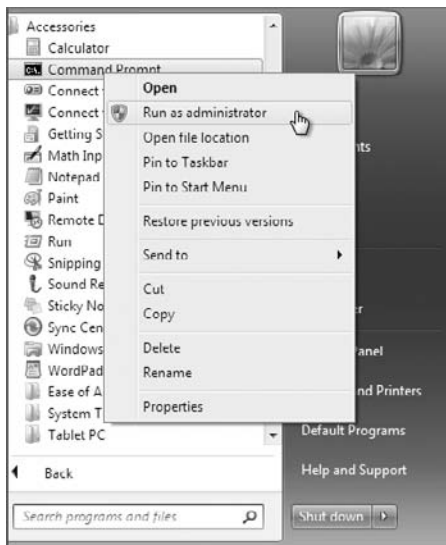 Accessories
Calculator
Command Prompt
Connect
Connect
Getting S
Math Inp
Notepad
Paint
Remote D
Run
Snipping
Sound Re
Sticky No
Sync Cen
Windows
WordPad
Ease of A
System T
Tablet PC
Back
Search programs and files
Open
Run as administrator
Open file location
Pin to Taskbar
Pin to Start Menu
Restore previous versions
Send to
Cut
Copy
Delete
Rename
Properties
nts
r
anel
nd Printers
Default Programs
Help and Support
Shut down